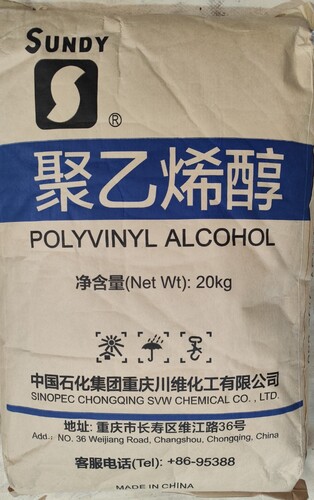 SUNDY
S
®
聚乙烯醇
POLYVINYL ALCOHOL
净含量(Net Wt): 20kg
中国石化集团重庆川维化工有限公司
SINOPEC CHONGQING SVW CHEMICAL CO., LTD.
地址: 重庆市长寿区维江路36号
Add.: NO. 36 Weijiang Road, Changshou, Chongqing, China
客服电话(Tel): +86-95388
MADE IN CHINA